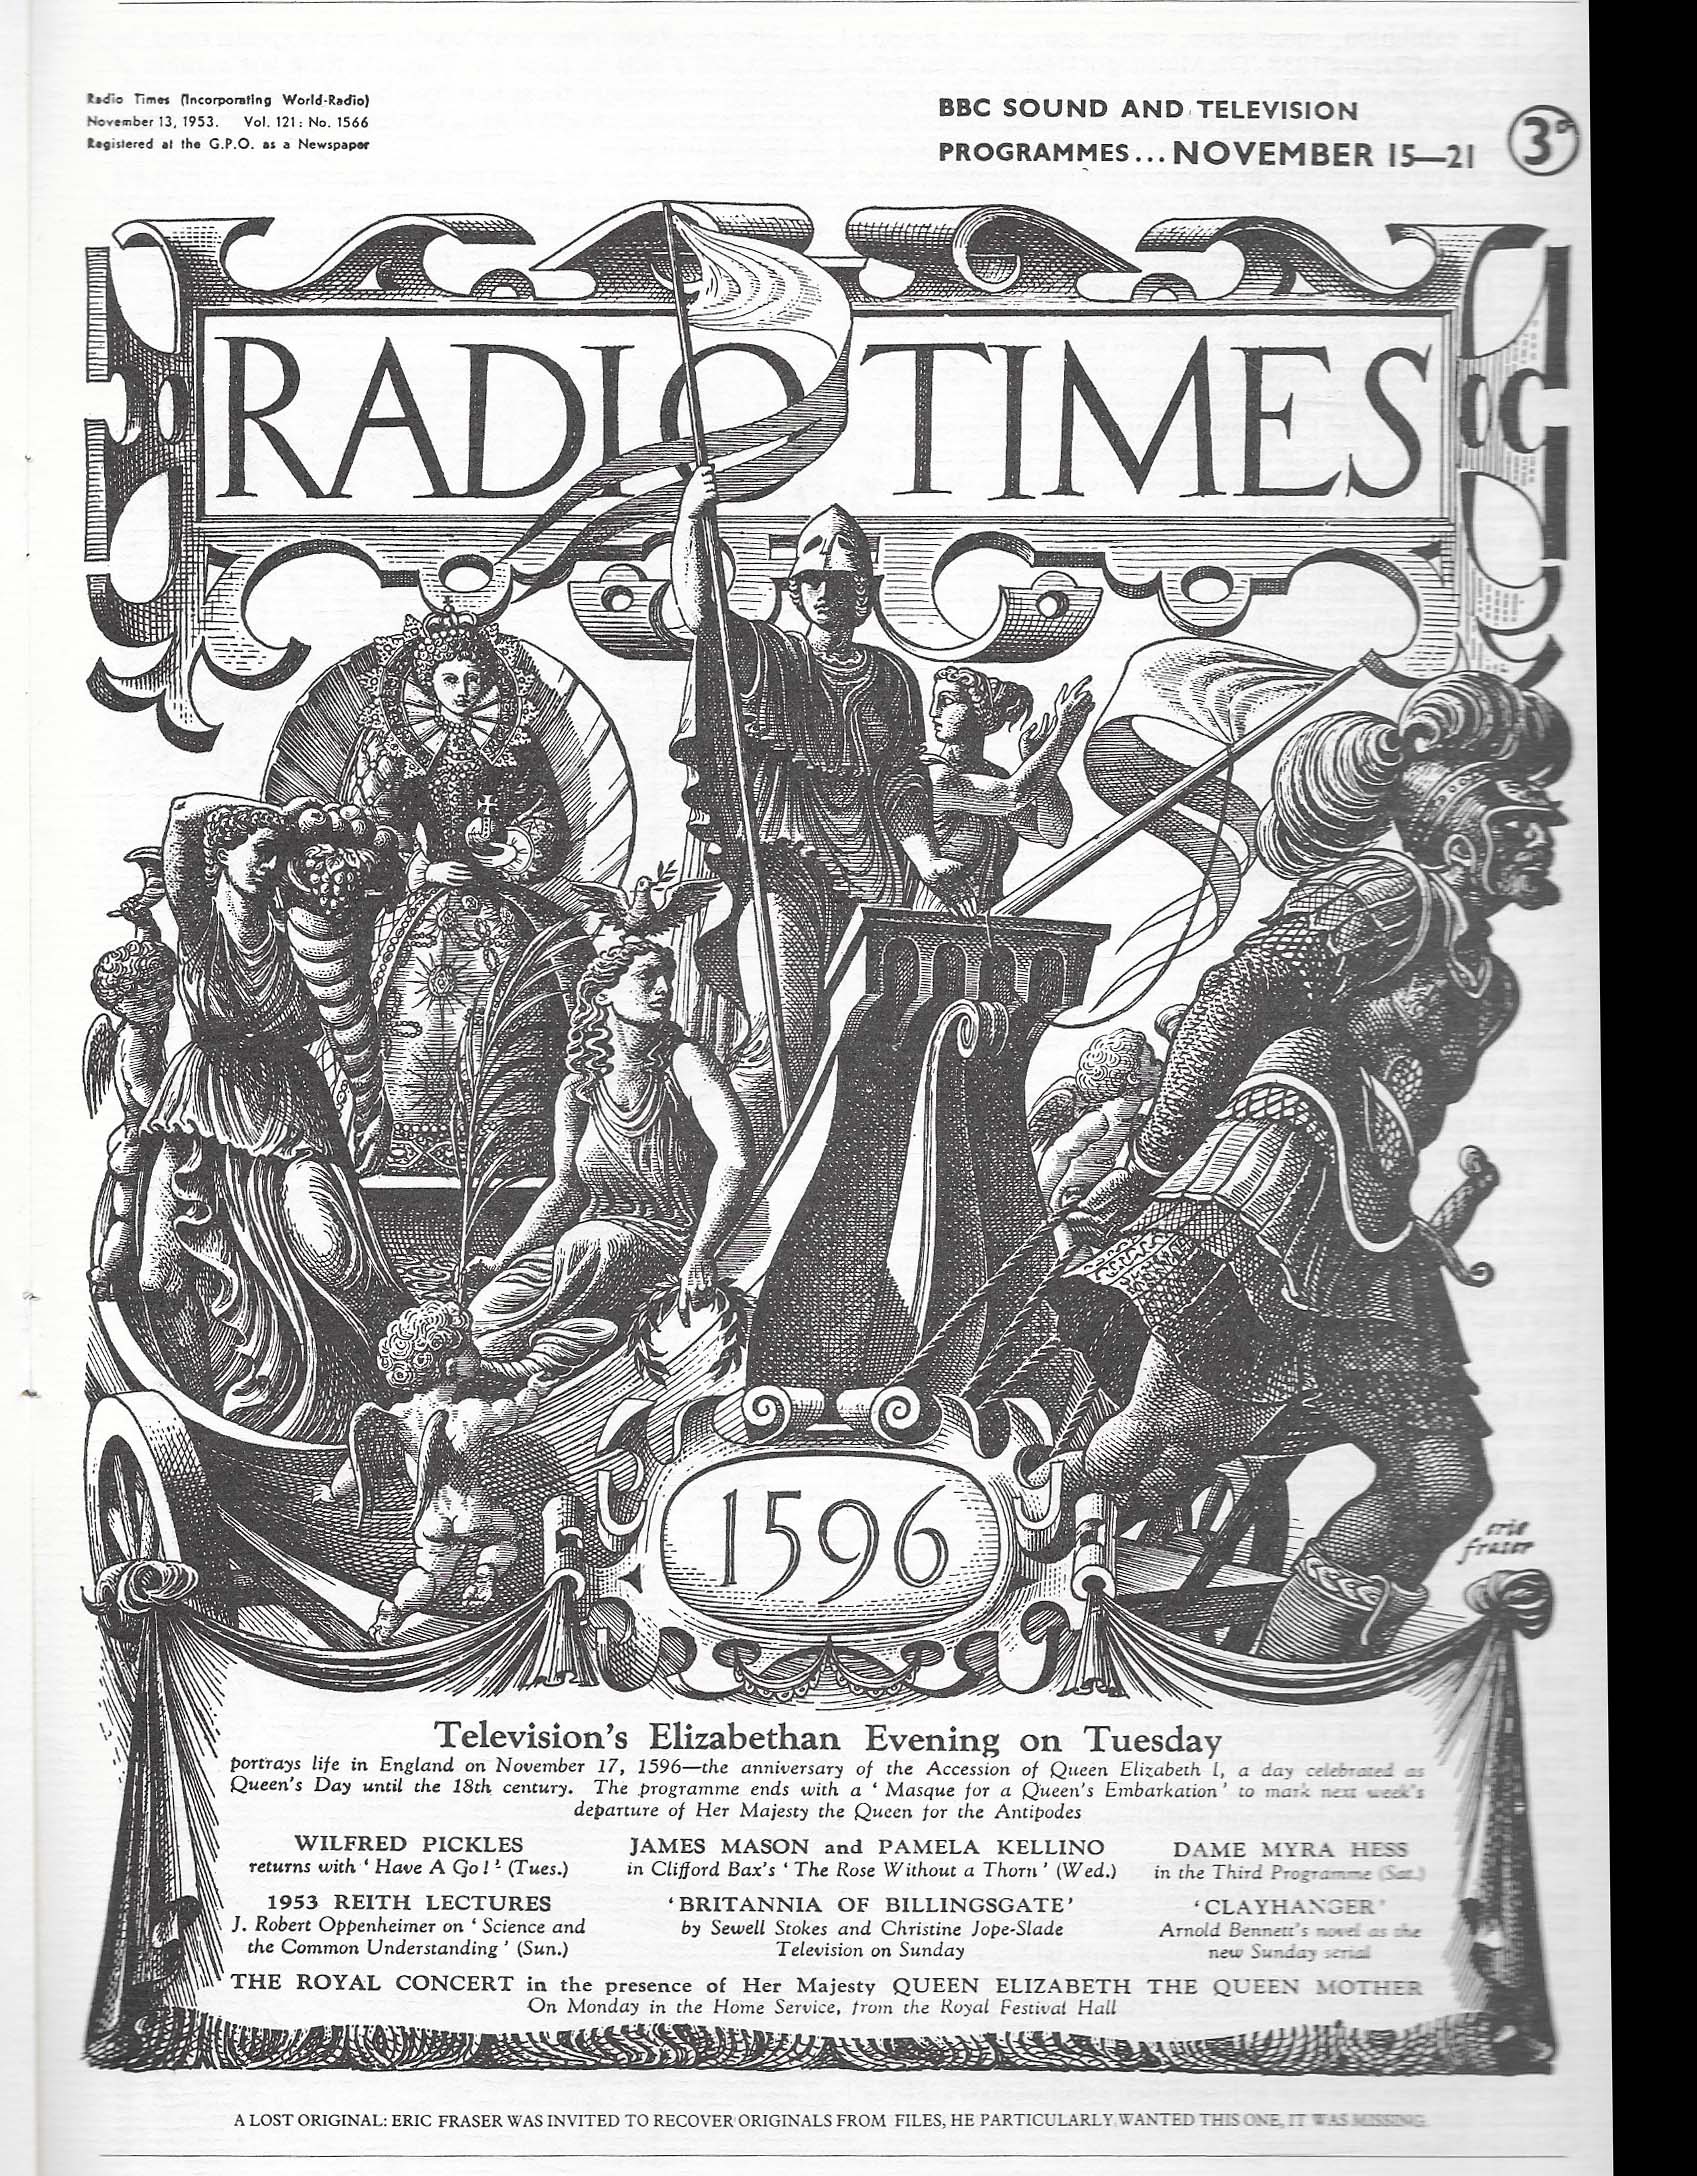 Radio Times (Incorporating World-Radio)
November 13, 1953. Vol. 121: No. 1566
Registered at the G.P.O. as a Newspaper
BBC SOUND AND TELEVISION
PROGRAMMES... NOVEMBER 15—21
3D
RADIO TIMES
1596
eric
fraser
Television's Elizabethan Evening on Tuesday
portrays life in England on November 17, 1596—the anniversary of the Accession of Queen Elizabeth I, a day celebrated as
Queen's Day until the 18th century. The programme ends with a ' Masque for a Queen's Embarkation ' to mark next week's
departure of Her Majesty the Queen for the Antipodes
WILFRED PICKLES
returns with ' Have A Go! ' (Tues.)
JAMES MASON and PAMELA KELLINO
in Clifford Bax's ' The Rose Without a Thorn ' (Wed.)
DAME MYRA HESS
in the Third Programme (Sat.)
1953 REITH LECTURES
J. Robert Oppenheimer on ' Science and
the Common Understanding ' (Sun.)
'BRITANNIA OF BILLINGSGATE'
by Sewell Stokes and Christine Jope-Slade
Television on Sunday
'CLAYHANGER'
Arnold Bennett's novel as the
new Sunday serial
THE ROYAL CONCERT in the presence of Her Majesty QUEEN ELIZABETH THE QUEEN MOTHER
On Monday in the Home Service, from the Royal Festival Hall
A LOST ORIGINAL: ERIC FRASER WAS INVITED TO RECOVER ORIGINALS FROM FILES, HE PARTICULARLY WANTED THIS ONE, IT WAS MISSING.